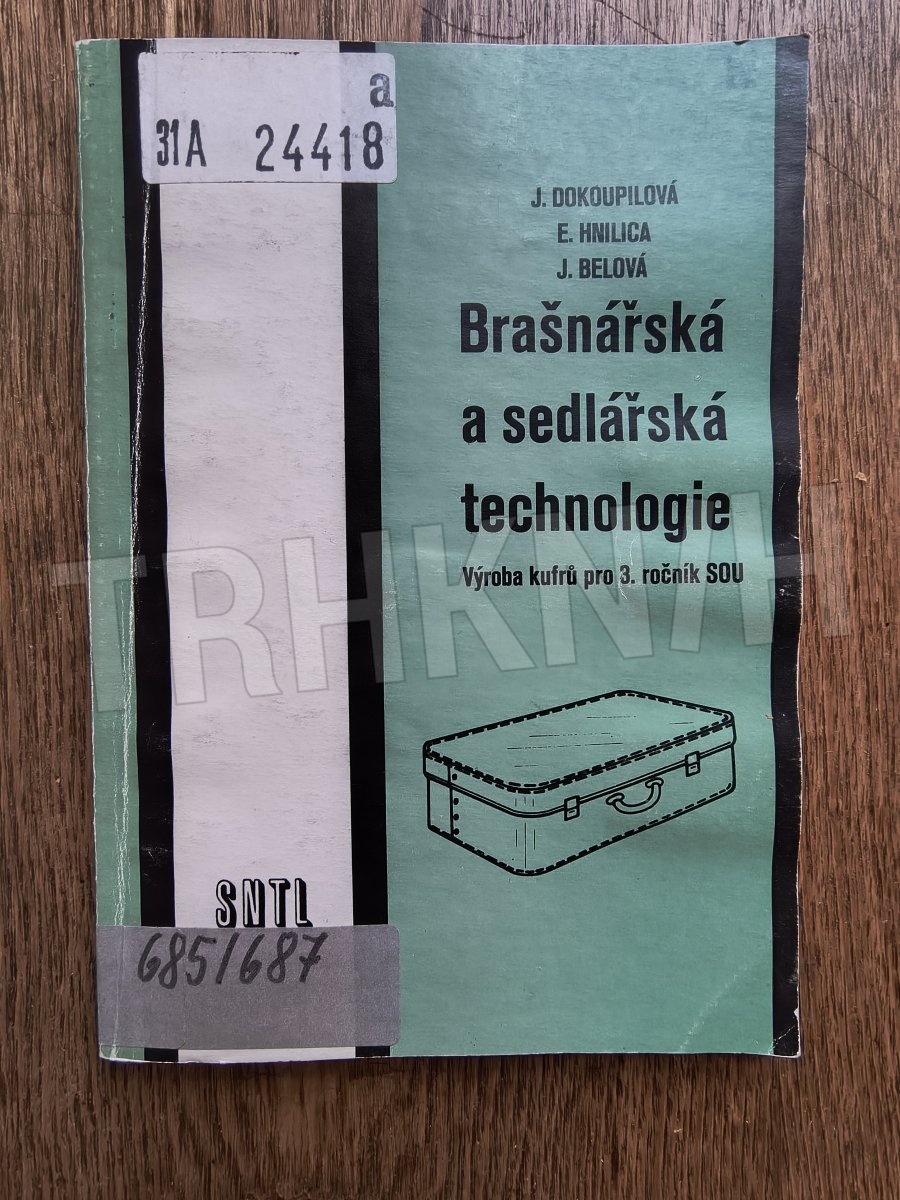 a
31A 24418
J. DOKOUPILOVÁ
E. HNILICA
J. BELOVÁ
Brašnářská
a sedlářská
technologie
Výroba kufrů pro 3. ročník SOU
TRHKNIH
SNTL
685/687